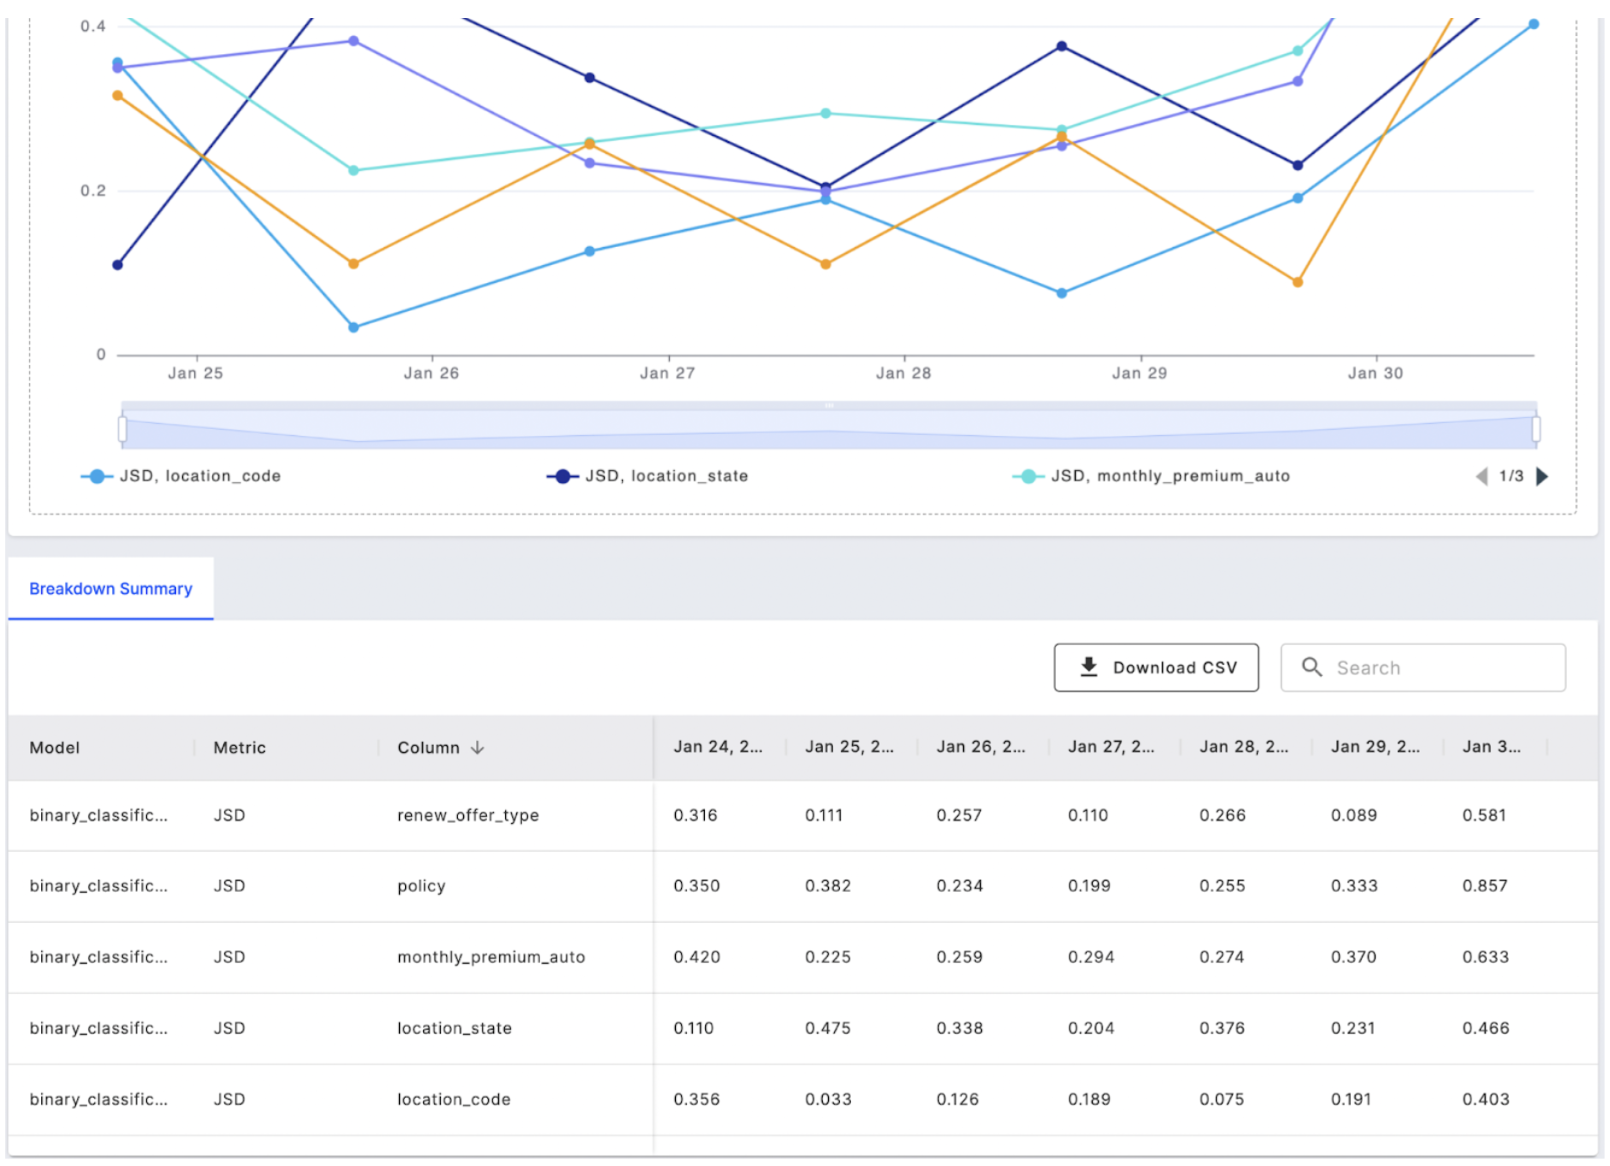 0.4
0.2
0
Jan 25 Jan 26 Jan 27 Jan 28 Jan 29 Jan 30
JSD, location_code JSD, location_state JSD, monthly_premium_auto 1/3
Breakdown Summary
Download CSV Search
Model Metric Column Jan 24, 2... Jan 25, 2... Jan 26, 2... Jan 27, 2... Jan 28, 2... Jan 29, 2... Jan 3...
binary_classific... JSD renew_offer_type 0.316 0.111 0.257 0.110 0.266 0.089 0.581
binary_classific... JSD policy 0.350 0.382 0.234 0.199 0.255 0.333 0.857
binary_classific... JSD monthly_premium_auto 0.420 0.225 0.259 0.294 0.274 0.370 0.633
binary_classific... JSD location_state 0.110 0.475 0.338 0.204 0.376 0.231 0.466
binary_classific... JSD location_code 0.356 0.033 0.126 0.189 0.075 0.191 0.403